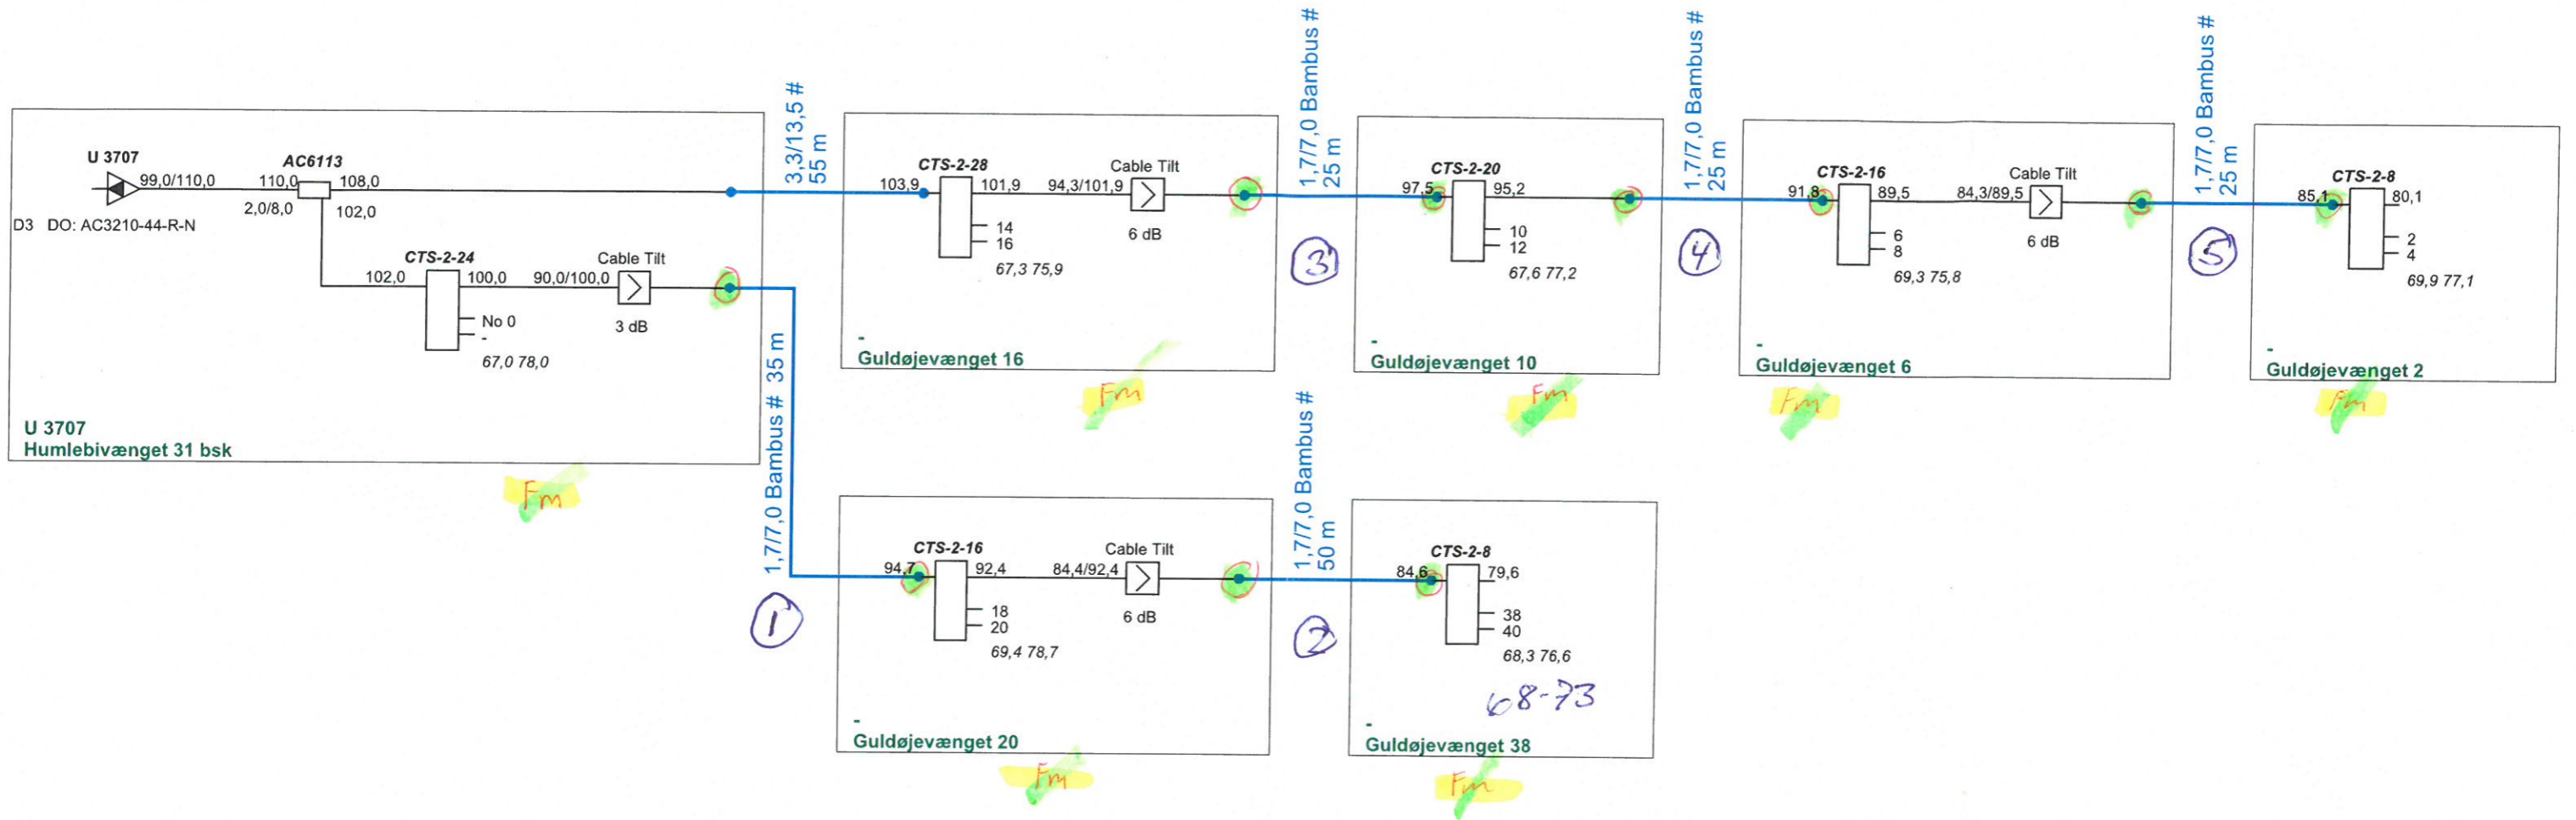 U 3707
99,0/110,0
D3 DO: AC3210-44-R-N
AC6113
110,0
108,0
2,0/8,0
102,0
CTS-2-24
102,0
100,0
90,0/100,0
Cable Tilt
3 dB
No 0
-
67,0 78,0
U 3707
Humlebivænget 31 bsk
Fm
3,3/13,5 #
55 m
CTS-2-28
103,9
101,9
94,3/101,9
Cable Tilt
6 dB
14
16
67,3 75,9
-
Guldøjevænget 16
Fm
1,7/7,0 Bambus #
25 m
3
CTS-2-20
97,5
95,2
10
12
67,6 77,2
-
Guldøjevænget 10
Fm
1,7/7,0 Bambus #
25 m
4
CTS-2-16
91,8
89,5
84,3/89,5
Cable Tilt
6 dB
6
8
69,3 75,8
-
Guldøjevænget 6
Fm
1,7/7,0 Bambus #
25 m
5
CTS-2-8
85,1
80,1
2
4
69,9 77,1
-
Guldøjevænget 2
Fm
1,7/7,0 Bambus # 35 m
1
CTS-2-16
94,7
92,4
84,4/92,4
Cable Tilt
6 dB
18
20
69,4 78,7
-
Guldøjevænget 20
Fm
1,7/7,0 Bambus #
50 m
2
CTS-2-8
84,6
79,6
38
40
68,3 76,6
68-73
-
Guldøjevænget 38
Fm